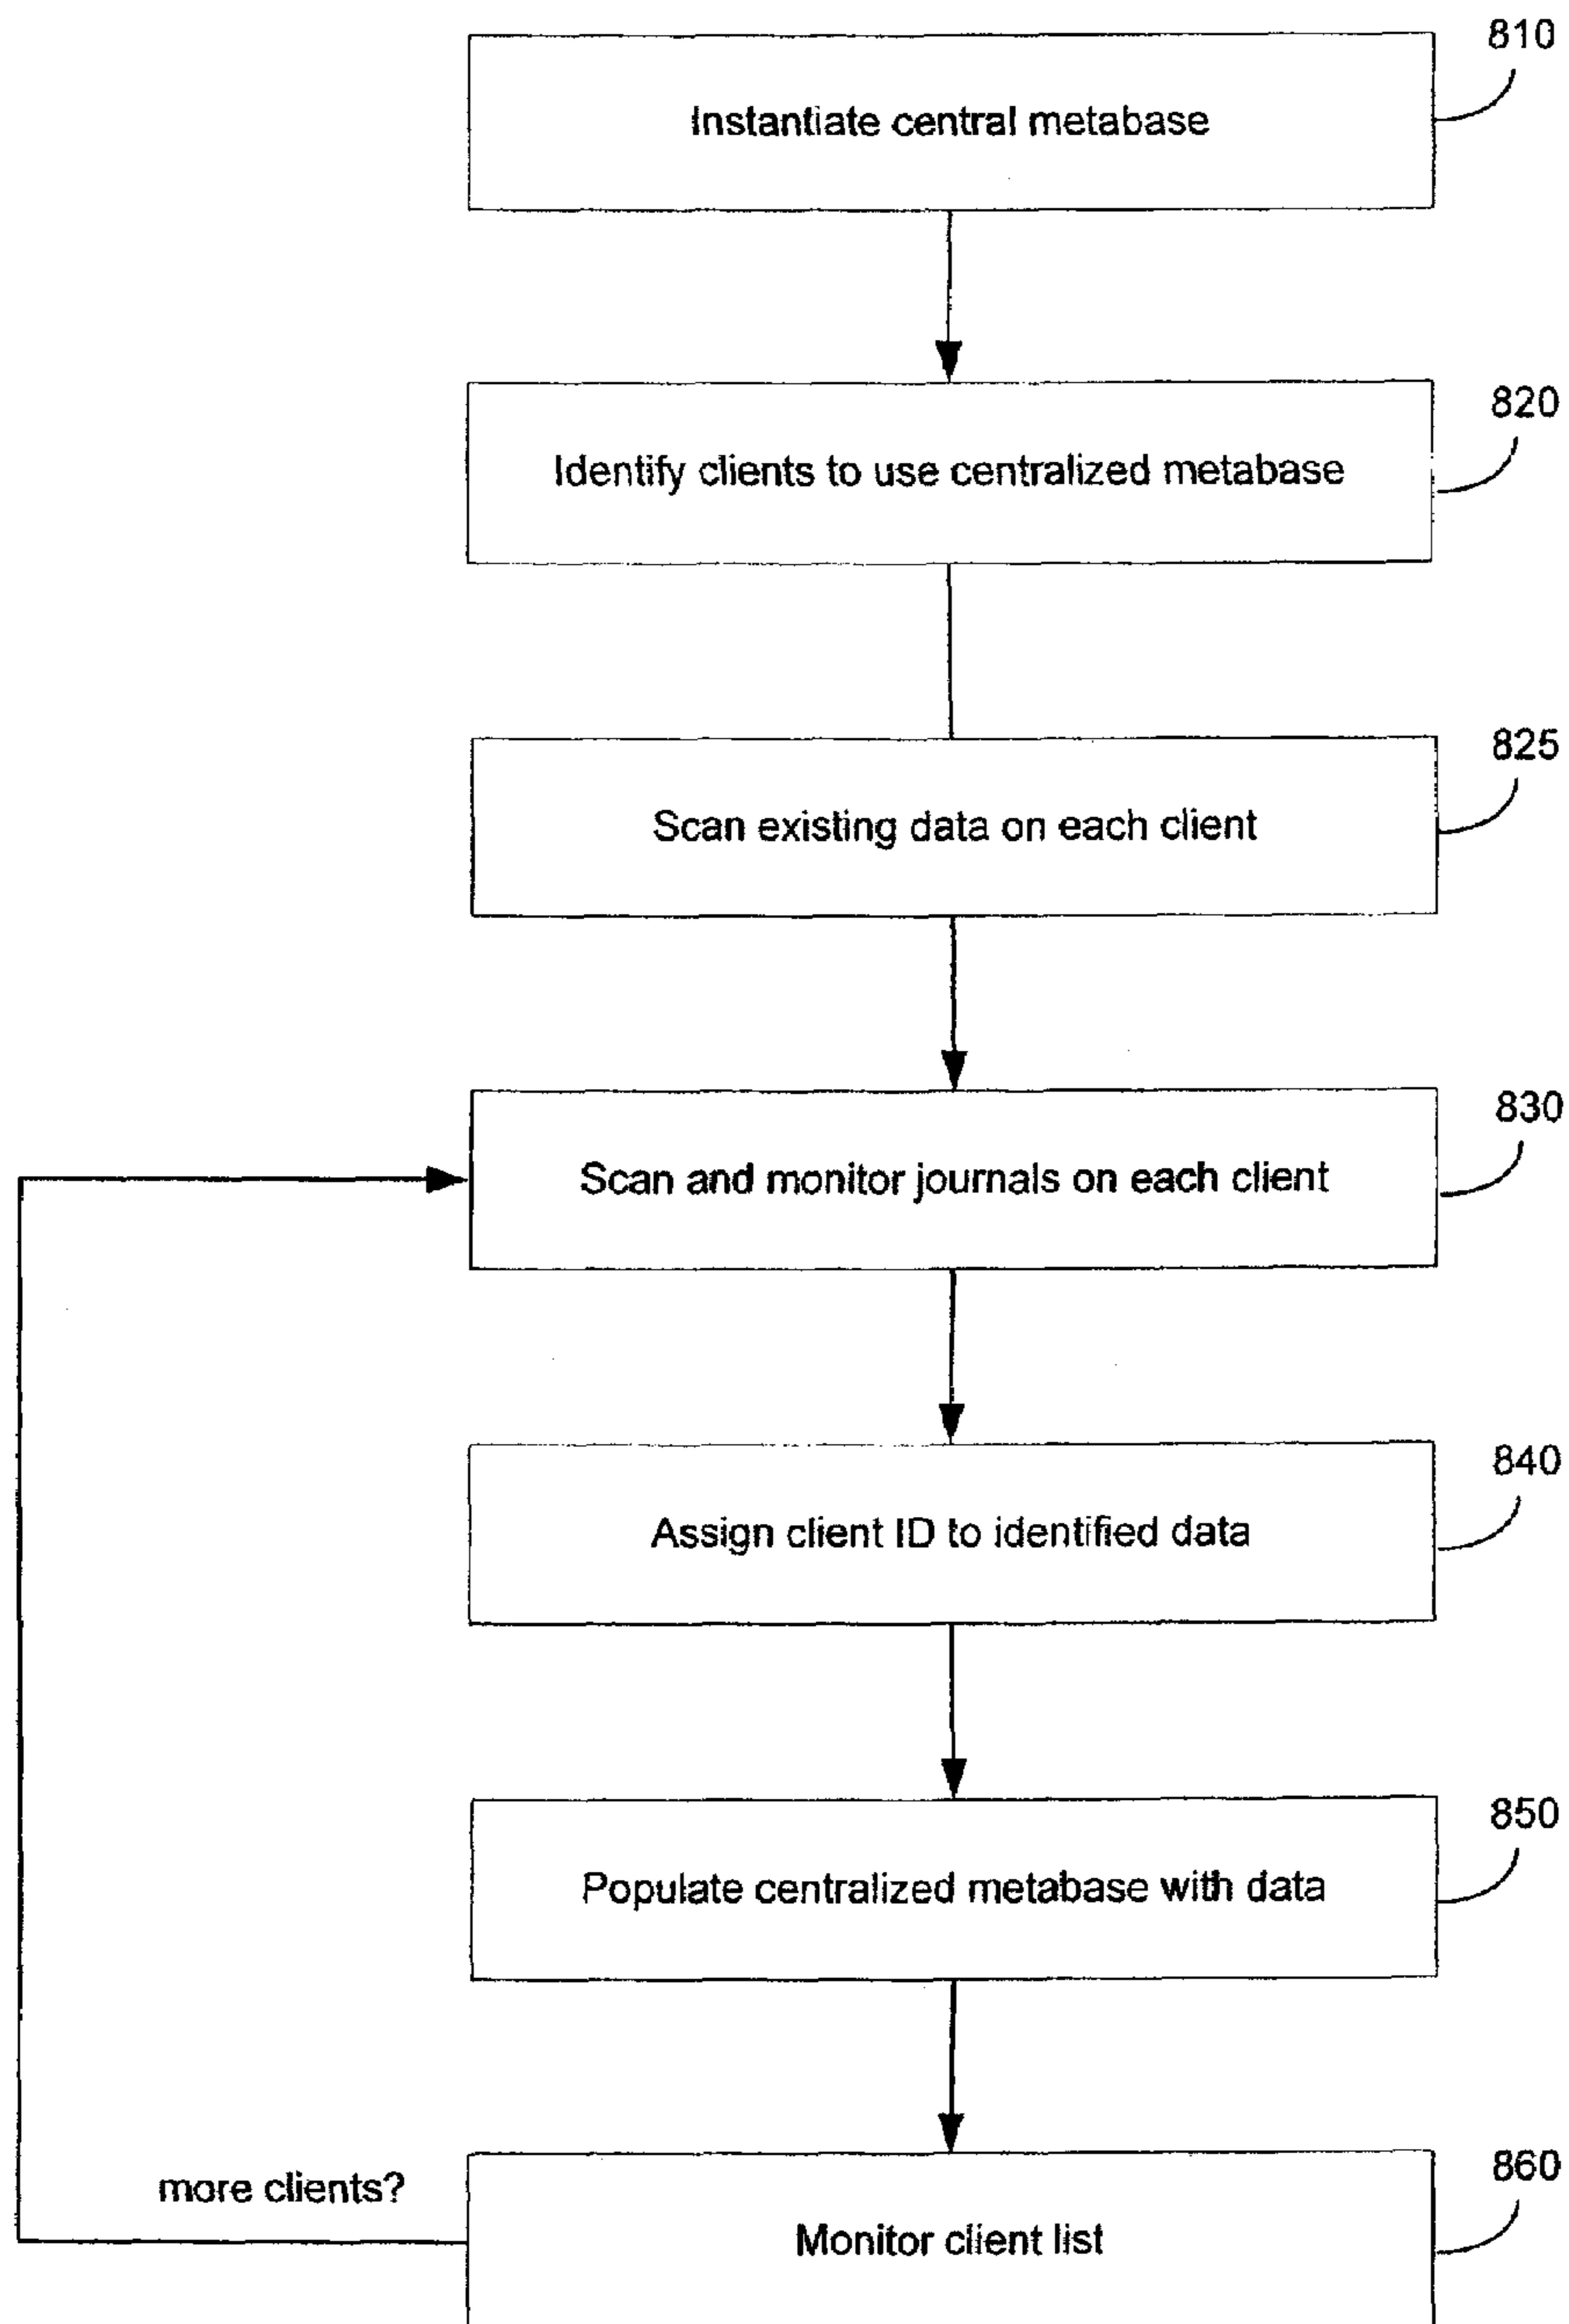 810
Instantiate central metabase
820
Identify clients to use centralized metabase
825
Scan existing data on each client
830
Scan and monitor journals on each client
840
Assign client ID to identified data
850
Populate centralized metabase with data
860
more clients?
Monitor client list